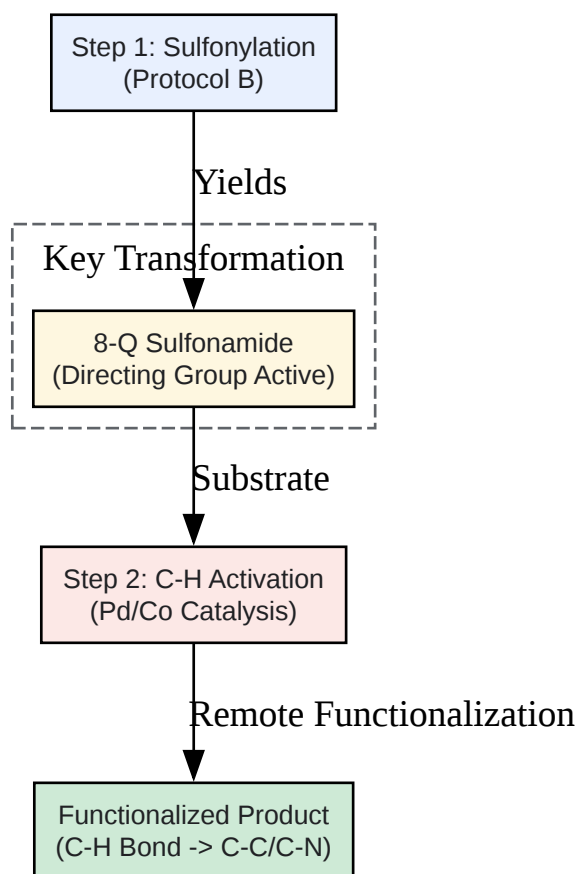 Step 1: Sulfonylation
(Protocol B)
Yields
Key Transformation
8-Q Sulfonamide
(Directing Group Active)
Substrate
Step 2: C-H Activation
(Pd/Co Catalysis)
Remote Functionalization
Functionalized Product
(C-H Bond -> C-C/C-N)